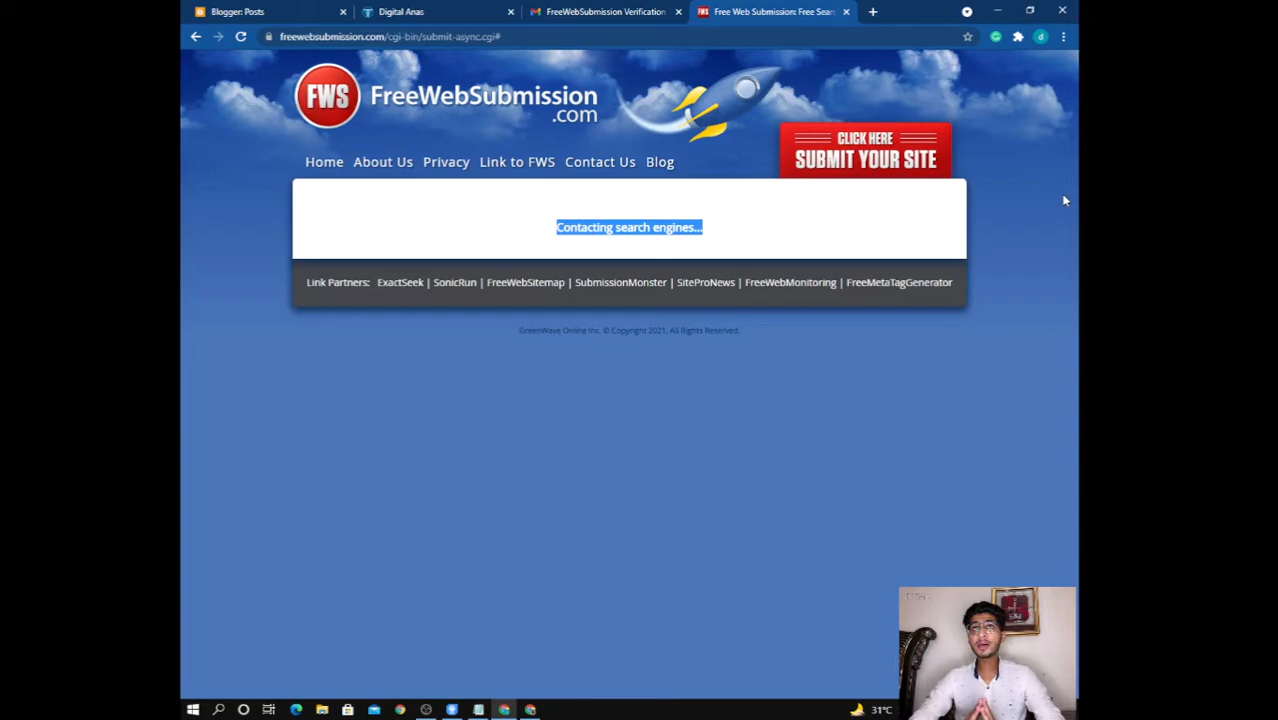 Blogger: Posts
Digital Anas
FreeWebSubmission Verification
Free Web Submission: Free Sear
freewebsubmission.com/cgi-bin/submit-async.cgi#
d
FWS
FreeWebSubmission
.com
CLICK HERE
SUBMIT YOUR SITE
Home About Us Privacy Link to FWS Contact Us Blog
Contacting search engines...
Link Partners: ExactSeek | SonicRun | FreeWebSitemap | SubmissionMonster | SiteProNews | FreeWebMonitoring | FreeMetaTagGenerator
GreenWave Online Inc. © Copyright 2021, All Rights Reserved.
31°C